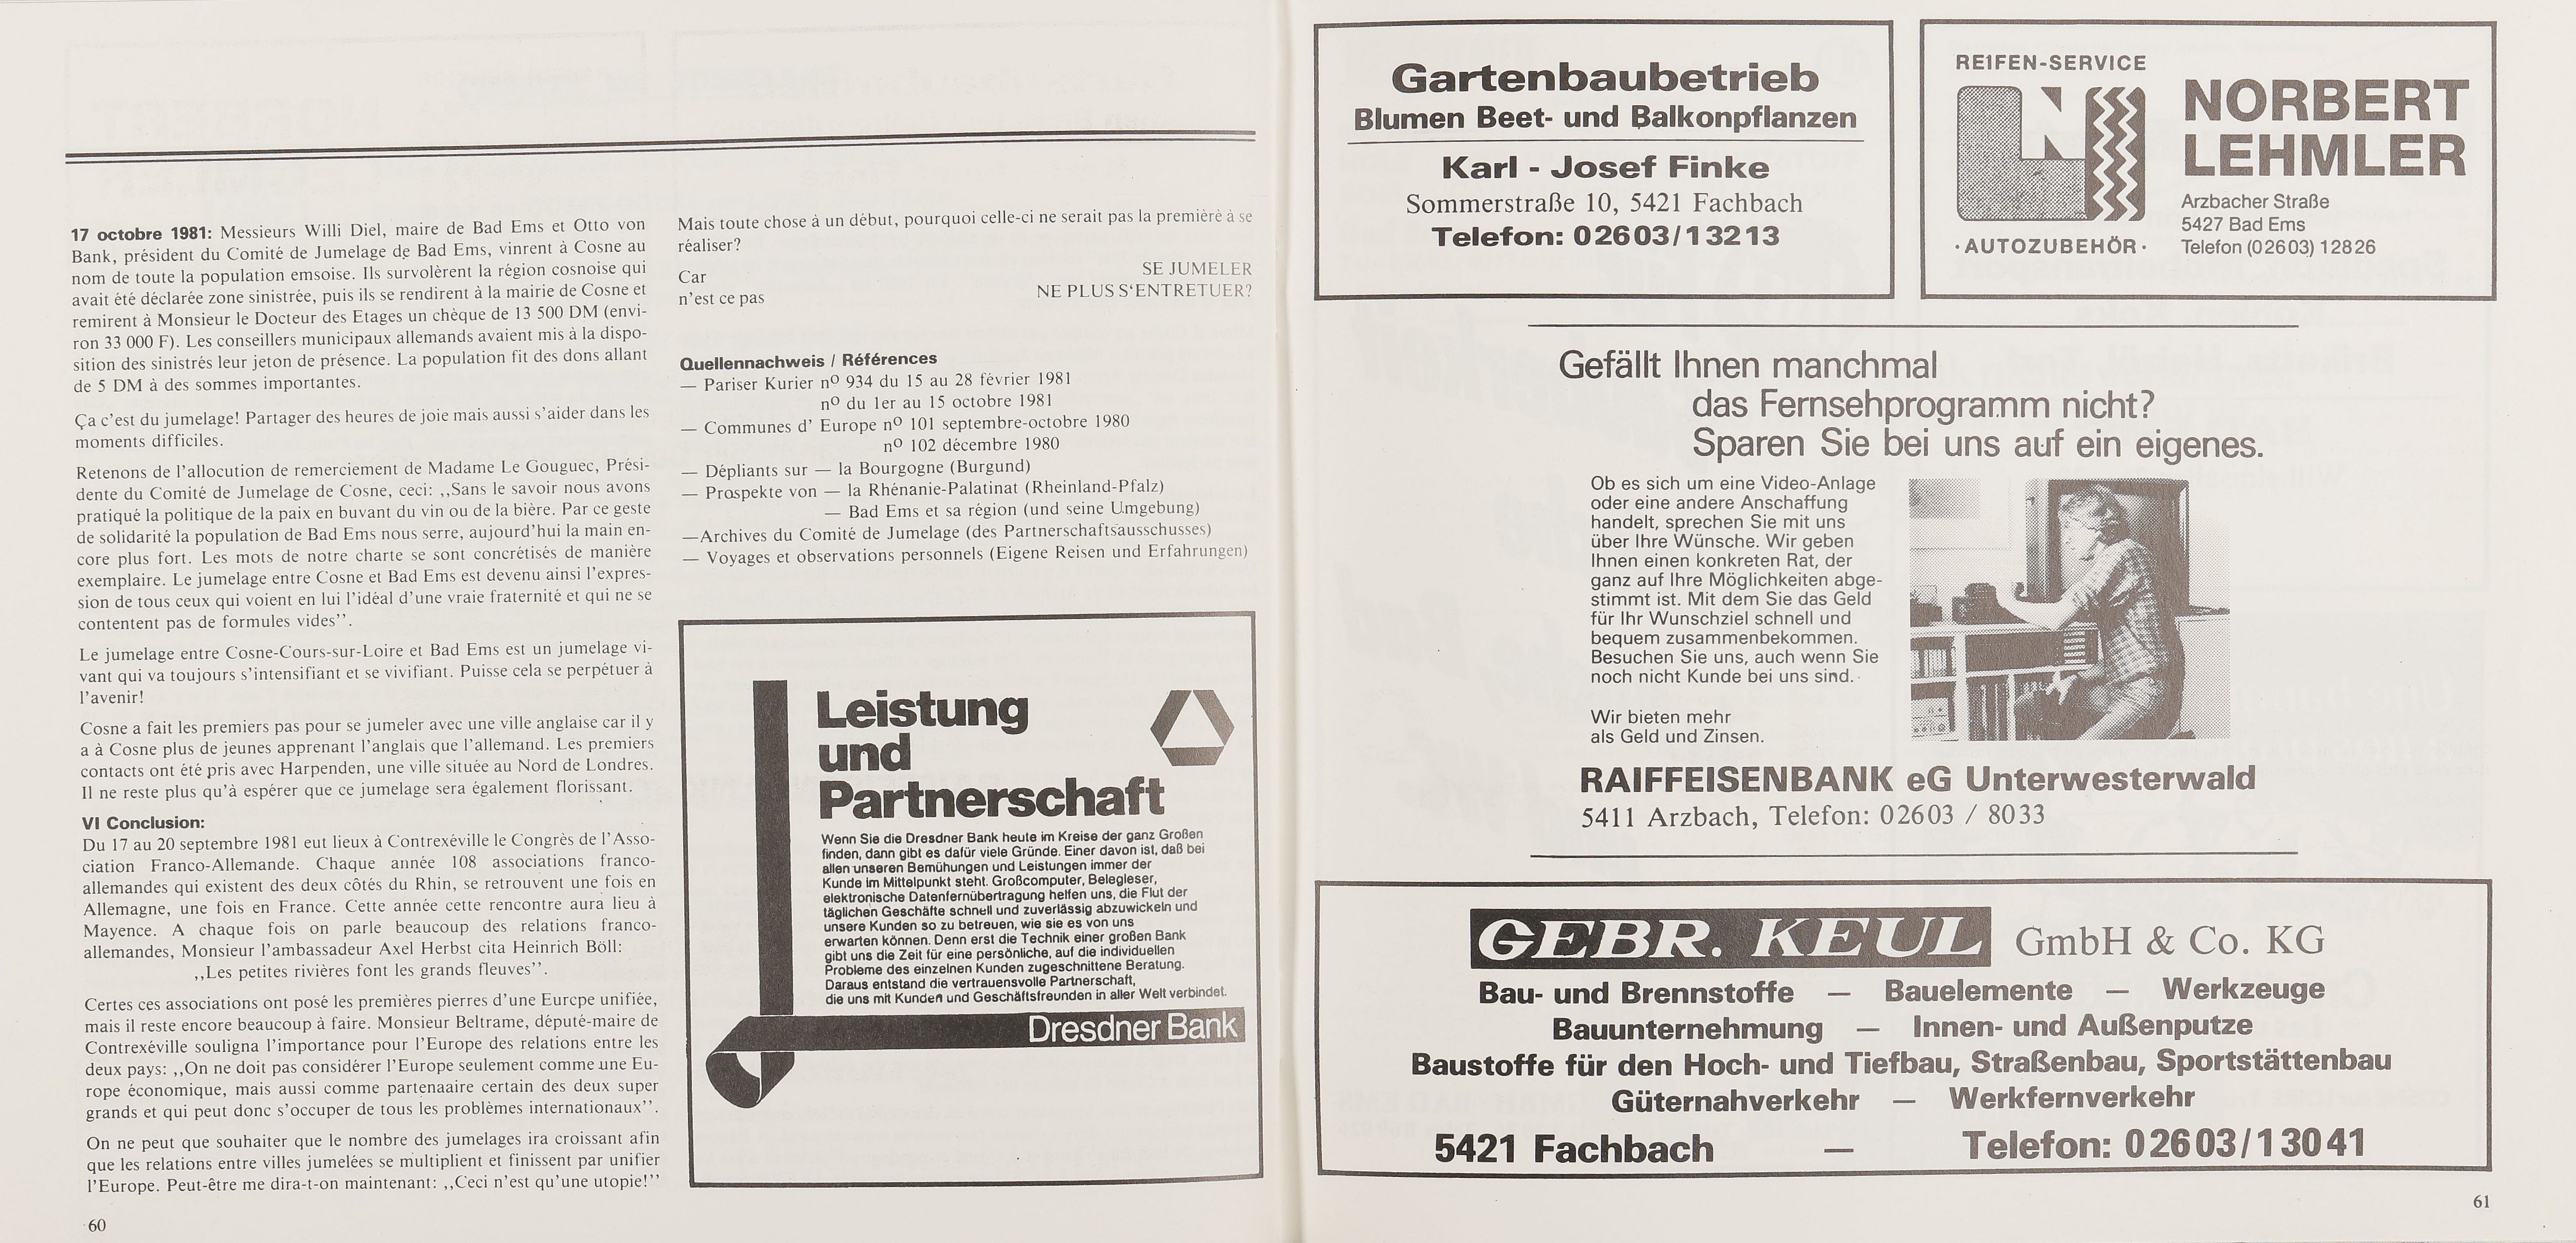 17 octobre 1981: Messieurs Willi Diel, maire de Bad Ems et Otto von
Bank, président du Comité de Jumelage de Bad Ems, vinrent à Cosne au
nom de toute la population emsoise. Ils survolèrent la région cosnoise qui
avait été déclarée zone sinistrée, puis ils se rendirent à la mairie de Cosne et
remirent à Monsieur le Docteur des Etages un chèque de 13 500 DM (envi-
ron 33 000 F). Les conseillers municipaux allemands avaient mis à la dispo-
sition des sinistrés leur jeton de présence. La population fit des dons allant
de 5 DM à des sommes importantes.
Ça c'est du jumelage! Partager des heures de joie mais aussi s'aider dans les
moments difficiles.
Retenons de l'allocution de remerciement de Madame Le Gouguec, Prési-
dente du Comité de Jumelage de Cosne, ceci: ,,Sans le savoir nous avons
pratiqué la politique de la paix en buvant du vin ou de la bière. Par ce geste
de solidarité la population de Bad Ems nous serre, aujourd'hui la main en-
core plus fort. Les mots de notre charte se sont concrétisés de manière
exemplaire. Le jumelage entre Cosne et Bad Ems est devenu ainsi l'expres-
sion de tous ceux qui voient en lui l'idéal d'une vraie fraternité et qui ne se
contentent pas de formules vides''.
Le jumelage entre Cosne-Cours-sur-Loire et Bad Ems est un jumelage vi-
vant qui va toujours s'intensifiant et se vivifiant. Puisse cela se perpétuer à
l'avenir!
Cosne a fait les premiers pas pour se jumeler avec une ville anglaise car il y
a à Cosne plus de jeunes apprenant l'anglais que l'allemand. Les premiers
contacts ont été pris avec Harpenden, une ville située au Nord de Londres.
Il ne reste plus qu'à espérer que ce jumelage sera également florissant.
VI Conclusion:
Du 17 au 20 septembre 1981 eut lieux à Contrexéville le Congrès de l'Asso-
ciation Franco-Allemande. Chaque année 108 associations franco-
allemandes qui existent des deux côtés du Rhin, se retrouvent une fois en
Allemagne, une fois en France. Cette année cette rencontre aura lieu à
Mayence. A chaque fois on parle beaucoup des relations franco-
allemandes, Monsieur l'ambassadeur Axel Herbst cita Heinrich Böll:
,,Les petites rivières font les grands fleuves''.
Certes ces associations ont posé les premières pierres d'une Eurcpe unifiée,
mais il reste encore beaucoup à faire. Monsieur Beltrame, député-maire de
Contrexéville souligna l'importance pour l'Europe des relations entre les
deux pays: ,,On ne doit pas considérer l'Europe seulement comme une Eu-
rope économique, mais aussi comme partenaaire certain des deux super
grands et qui peut donc s'occuper de tous les problèmes internationaux''.
On ne peut que souhaiter que le nombre des jumelages ira croissant afin
que les relations entre villes jumelées se multiplient et finissent par unifier
l'Europe. Peut-être me dira-t-on maintenant: ,,Ceci n'est qu'une utopie!''
60
Mais toute chose à un début, pourquoi celle-ci ne serait pas la premièrè à se
réaliser?
Car SE JUMELER
n'est ce pas NE PLUS S'ENTRETUER?
Quellennachweis / Références
— Pariser Kurier nº 934 du 15 au 28 février 1981
nº du 1er au 15 octobre 1981
— Communes d' Europe nº 101 septembre-octobre 1980
nº 102 décembre 1980
— Dépliants sur — la Bourgogne (Burgund)
— Prospekte von — la Rhénanie-Palatinat (Rheinland-Pfalz)
— Bad Ems et sa région (und seine Umgebung)
—Archives du Comité de Jumelage (des Partnerschaftsausschusses)
— Voyages et observations personnels (Eigene Reisen und Erfahrungen)
Leistung
und
Partnerschaft
Wenn Sie die Dresdner Bank heute im Kreise der ganz Großen
finden, dann gibt es dafür viele Gründe. Einer davon ist, daß bei
allen unseren Bemühungen und Leistungen immer der
Kunde im Mittelpunkt steht. Großcomputer, Belegleser,
elektronische Datenfernübertragung helfen uns, die Flut der
täglichen Geschäfte schnell und zuverlässig abzuwickeln und
unsere Kunden so zu betreuen, wie sie es von uns
erwarten können. Denn erst die Technik einer großen Bank
gibt uns die Zeit für eine persönliche, auf die individuellen
Probleme des einzelnen Kunden zugeschnittene Beratung.
Daraus entstand die vertrauensvolle Partnerschaft,
die uns mit Kunden und Geschäftsfreunden in aller Welt verbindet.
Dresdner Bank
Gartenbaubetrieb
Blumen Beet- und Balkonpflanzen
Karl - Josef Finke
Sommerstraße 10, 5421 Fachbach
Telefon: 02603/13213
REIFEN-SERVICE
·AUTOZUBEHÖR·
NORBERT
LEHMLER
Arzbacher Straße
5427 Bad Ems
Telefon (02603) 12826
Gefällt Ihnen manchmal
das Fernsehprogramm nicht?
Sparen Sie bei uns auf ein eigenes.
Ob es sich um eine Video-Anlage
oder eine andere Anschaffung
handelt, sprechen Sie mit uns
über Ihre Wünsche. Wir geben
Ihnen einen konkreten Rat, der
ganz auf Ihre Möglichkeiten abge-
stimmt ist. Mit dem Sie das Geld
für Ihr Wunschziel schnell und
bequem zusammenbekommen.
Besuchen Sie uns, auch wenn Sie
noch nicht Kunde bei uns sind.
Wir bieten mehr
als Geld und Zinsen.
RAIFFEISENBANK eG Unterwesterwald
5411 Arzbach, Telefon: 02603 / 8033
GEBR. KEUL GmbH & Co. KG
Bau- und Brennstoffe — Bauelemente — Werkzeuge
Bauunternehmung — Innen- und Außenputze
Baustoffe für den Hoch- und Tiefbau, Straßenbau, Sportstättenbau
Güternahverkehr — Werkfernverkehr
5421 Fachbach — Telefon: 02603/13041
61